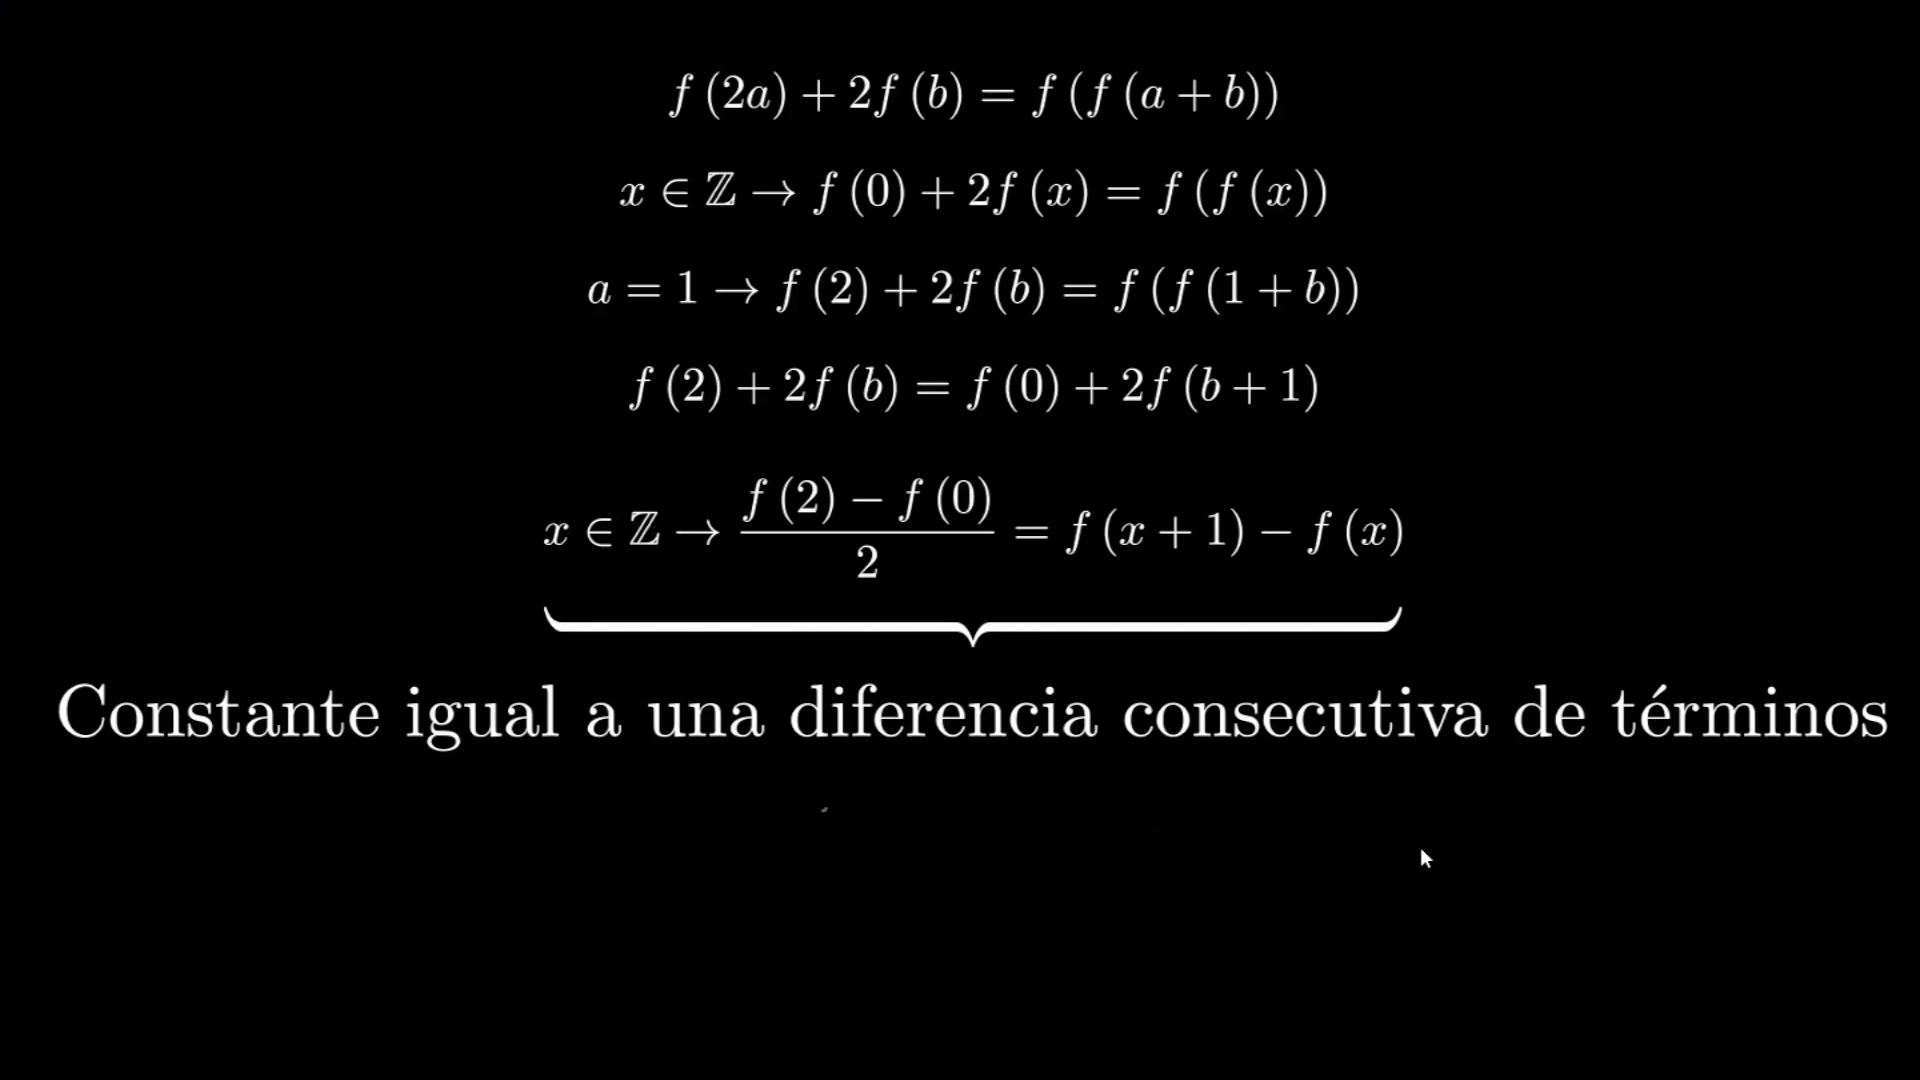 f (2a) + 2f (b) = f (f (a + b))
x ∈ ℤ → f (0) + 2f (x) = f (f (x))
a = 1 → f (2) + 2f (b) = f (f (1 + b))
f (2) + 2f (b) = f (0) + 2f (b + 1)
x ∈ ℤ → \frac{f (2) − f (0)}{2} = f (x + 1) − f (x)
Constante igual a una diferencia consecutiva de términos